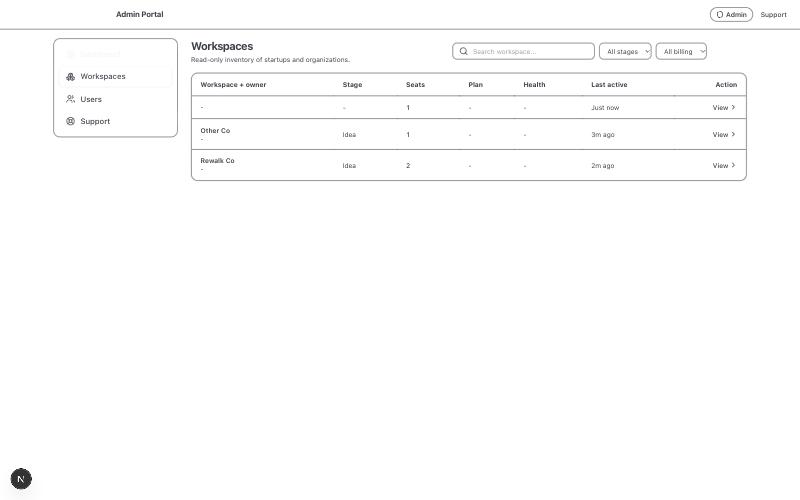 Admin Portal
Admin
Support
Dashboard
Workspaces
Users
Support
Workspaces
Read-only inventory of startups and organizations.
Search workspace...
All stages
All billing
Workspace + owner Stage Seats Plan Health Last active Action
- - 1 - - Just now View
Other Co
- Idea 1 - - 3m ago View
Rewalk Co
- Idea 2 - - 2m ago View
N